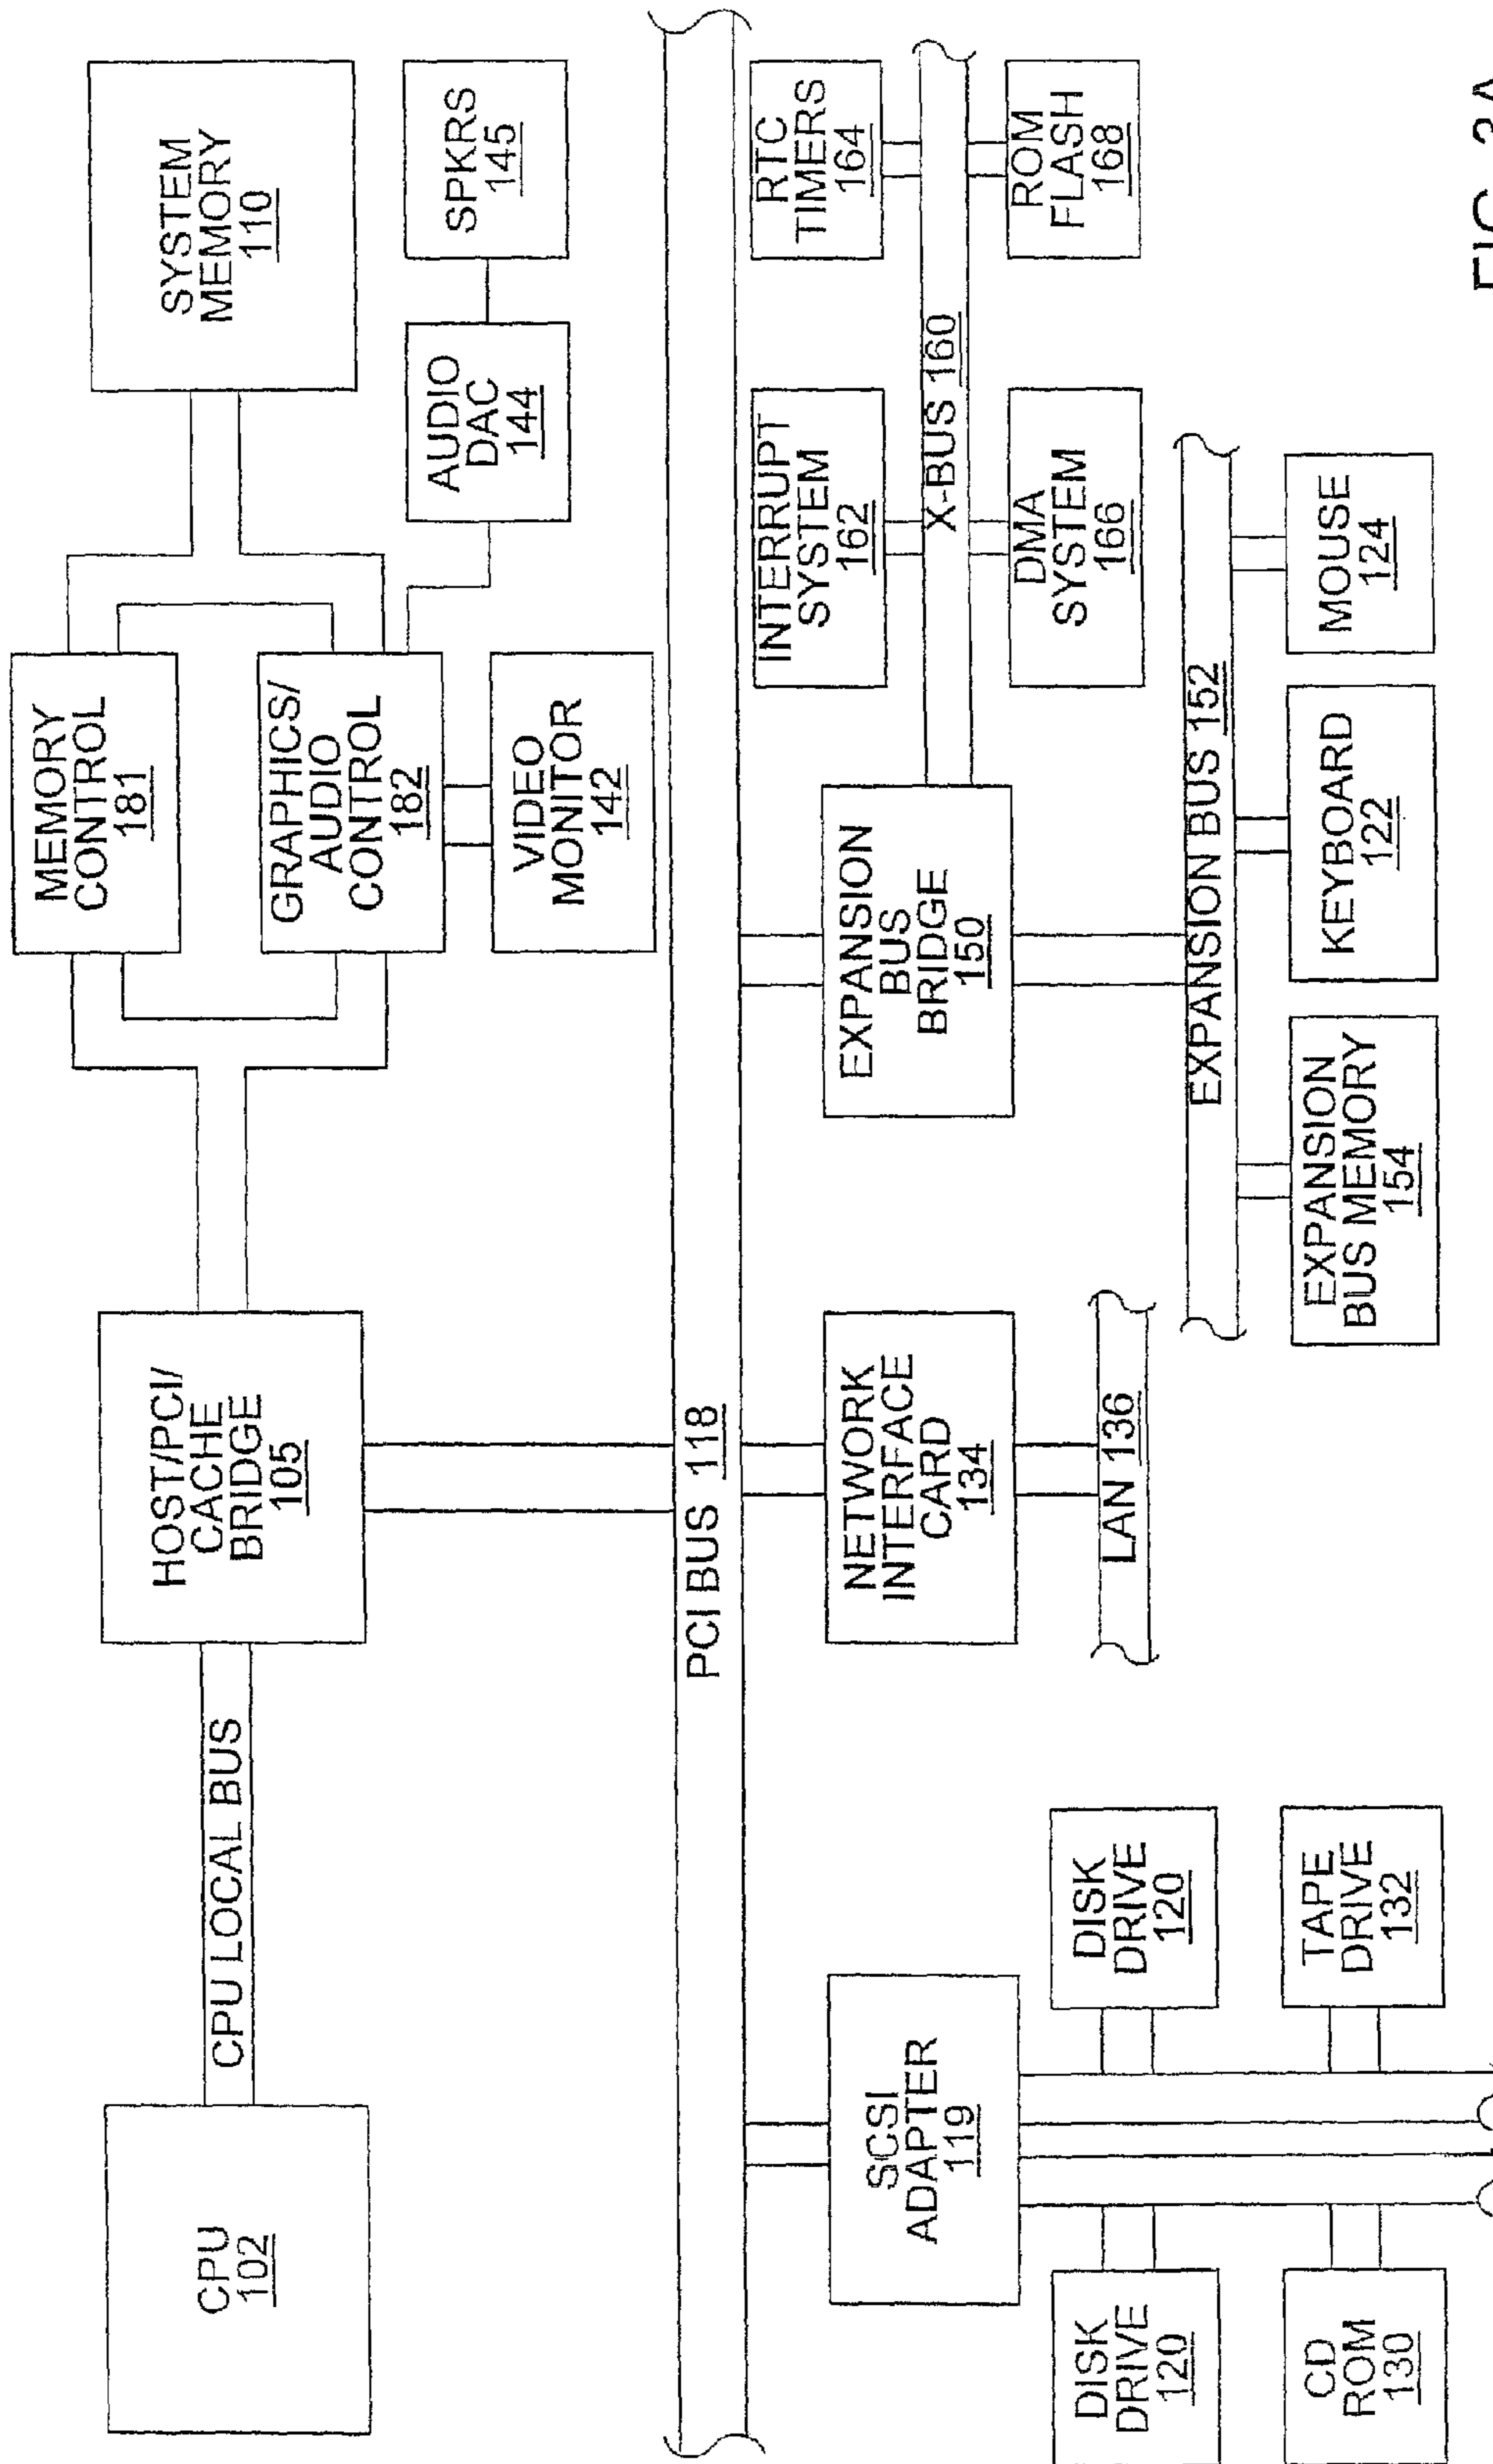 CPU
102
CPU LOCAL BUS
HOST/PCI/
CACHE
BRIDGE
105
MEMORY
CONTROL
181
GRAPHICS/
AUDIO
CONTROL
182
VIDEO
MONITOR
142
SYSTEM
MEMORY
110
AUDIO
DAC
144
SPKRS
145
PCI BUS 118
SCSI
ADAPTER
119
DISK
DRIVE
120
DISK
DRIVE
120
CD
ROM
130
TAPE
DRIVE
132
NETWORK
INTERFACE
CARD
134
LAN 136
EXPANSION
BUS
BRIDGE
150
INTERRUPT
SYSTEM
162
RTC
TIMERS
164
X-BUS 160
DMA
SYSTEM
166
ROM
FLASH
168
EXPANSION BUS 152
EXPANSION
BUS MEMORY
154
KEYBOARD
122
MOUSE
124
FIG. 3A